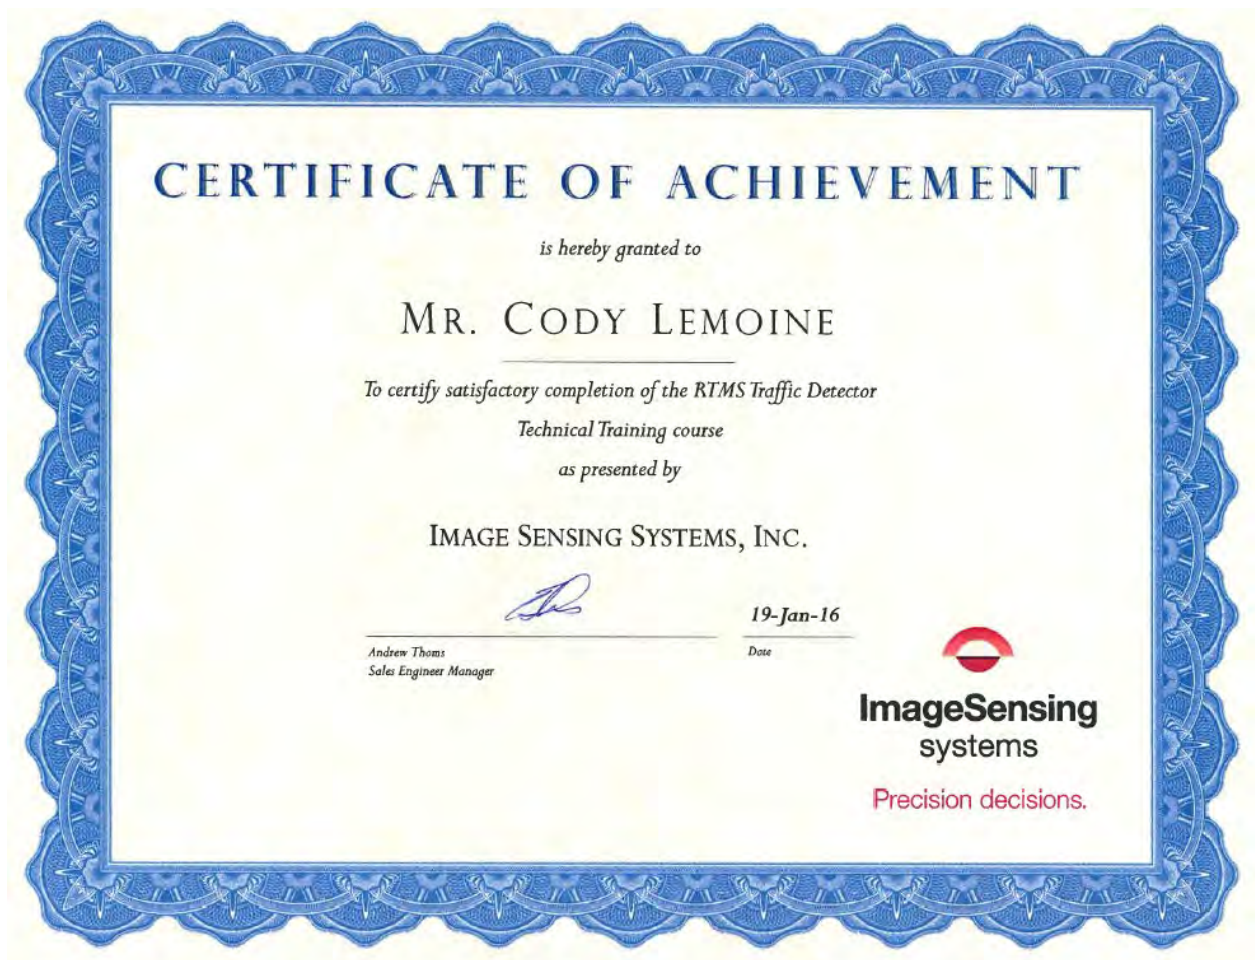 CERTIFICATE OF ACHIEVEMENT
is hereby granted to
MR. CODY LEMOINE
To certify satisfactory completion of the RTMS Traffic Detector
Technical Training course
as presented by
IMAGE SENSING SYSTEMS, INC.
19-Jan-16
Andrew Thoms
Date
Sales Engineer Manager
ImageSensing
systems
Precision decisions.